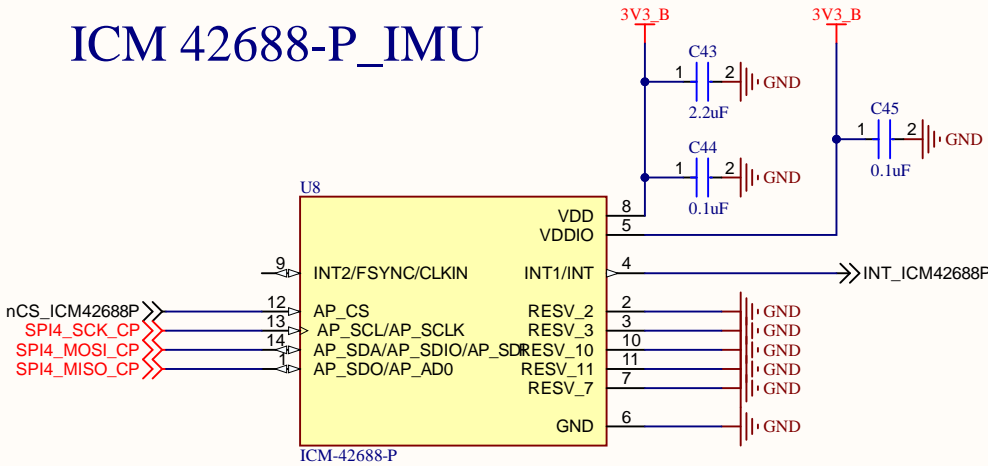 ICM 42688-P_IMU
3V3_B
3V3_B
C43
1 2 GND
2.2uF
C45
1 2 GND
0.1uF
C44
1 2 GND
0.1uF
U8
VDD 8
VDDIO 5
9 INT2/FSYNC/CLKIN
INT1/INT 4 INT_ICM42688P
nCS_ICM42688P 12 AP_CS
RESV_2 2 GND
SPI4_SCK_CP 13 AP_SCL/AP_SCLK
RESV_3 3 GND
SPI4_MOSI_CP 14 AP_SDA/AP_SDIO/AP_SDI
RESV_10 10 GND
SPI4_MISO_CP 1 AP_SDO/AP_AD0
RESV_11 11 GND
RESV_7 7 GND
GND 6 GND
ICM-42688-P